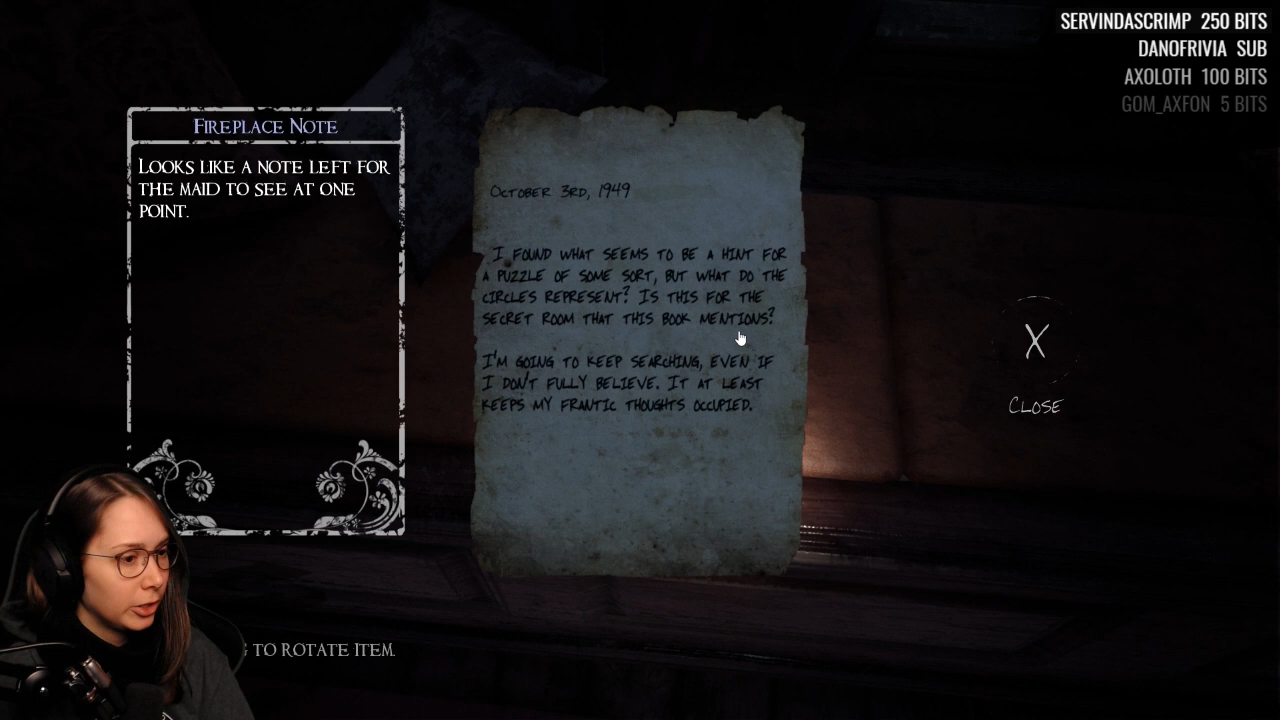 SERVINDASCRIMP 250 BITS
DANOFRIVIA SUB
AXOLOTH 100 BITS
GOM_AXFON 5 BITS
FIREPLACE NOTE
LOOKS LIKE A NOTE LEFT FOR
THE MAID TO SEE AT ONE
POINT.
OCTOBER 3RD, 1949
I FOUND WHAT SEEMS TO BE A HINT FOR
A PUZZLE OF SOME SORT, BUT WHAT DO THE
CIRCLES REPRESENT? IS THIS FOR THE
SECRET ROOM THAT THIS BOOK MENTIONS?
I'M GOING TO KEEP SEARCHING, EVEN IF
I DON'T FULLY BELIEVE. IT AT LEAST
KEEPS MY FRANTIC THOUGHTS OCCUPIED.
X
CLOSE
TO ROTATE ITEM.